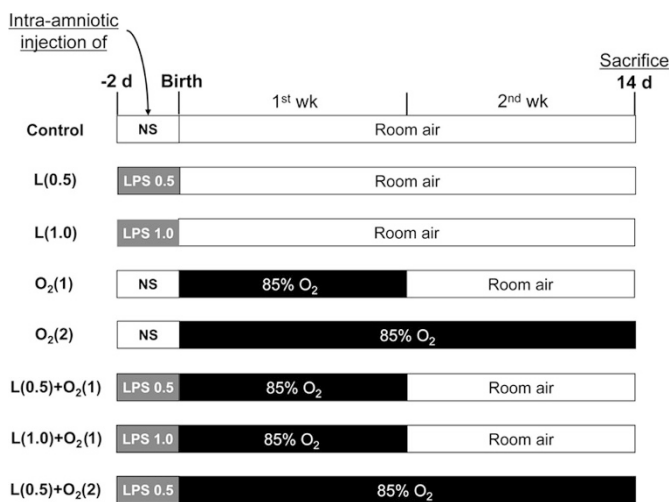 Intra-amniotic
injection of
Sacrifice
-2 d Birth 1st wk 2nd wk 14 d
Control NS Room air
L(0.5) LPS 0.5 Room air
L(1.0) LPS 1.0 Room air
O₂(1) NS 85% O₂ Room air
O₂(2) NS 85% O₂
L(0.5)+O₂(1) LPS 0.5 85% O₂ Room air
L(1.0)+O₂(1) LPS 1.0 85% O₂ Room air
L(0.5)+O₂(2) LPS 0.5 85% O₂